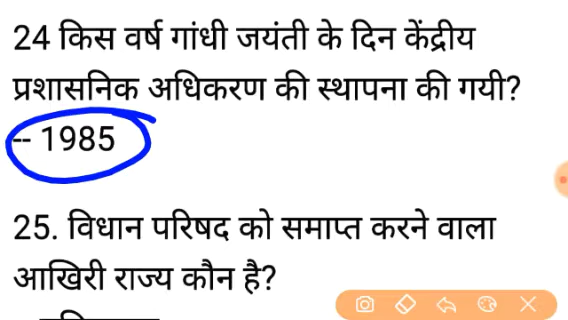 24 किस वर्ष गांधी जयंती के दिन केंद्रीय
प्रशासनिक अधिकरण की स्थापना की गयी?
-- 1985
25. विधान परिषद को समाप्त करने वाला
आखिरी राज्य कौन है?